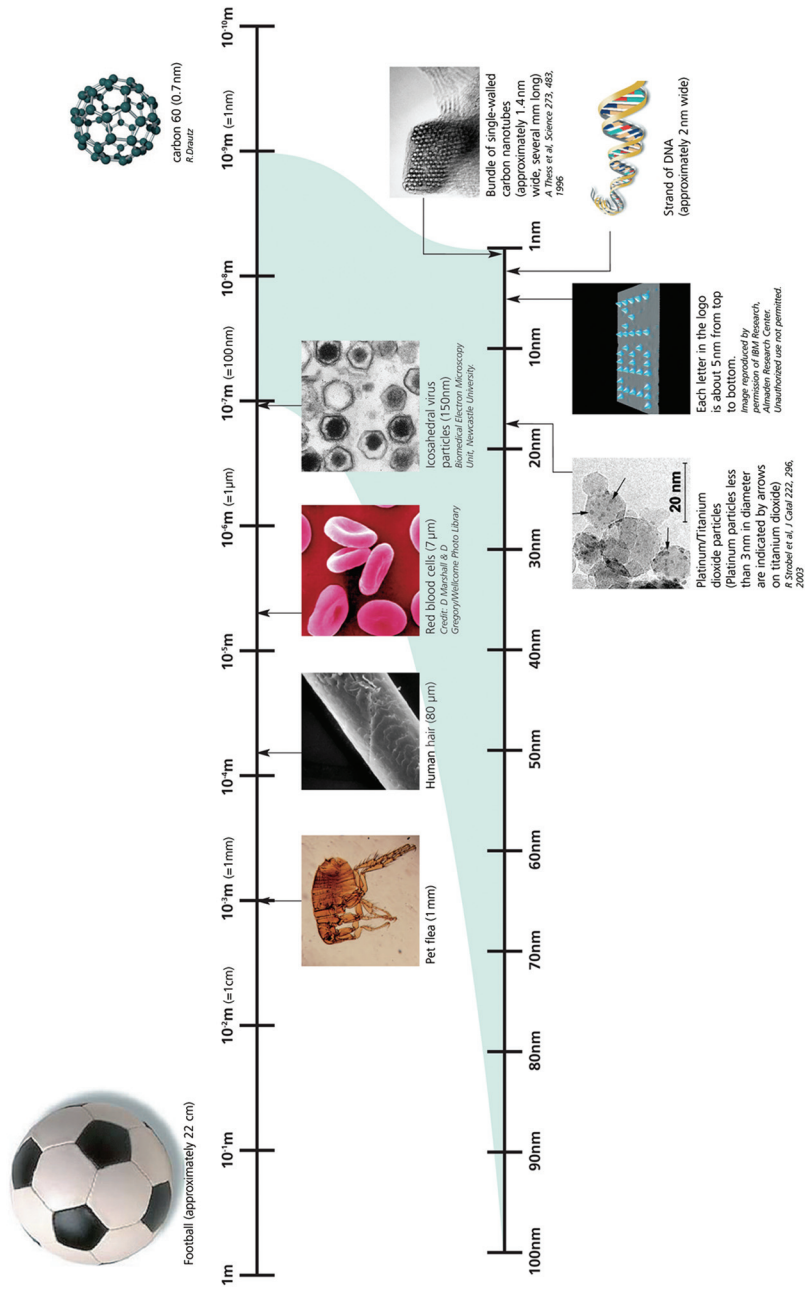 Football (approximately 22 cm)
carbon 60 (0.7nm)
R.Drautz
1m
10⁻¹m
10⁻²m (=1cm)
10⁻³m (=1mm)
10⁻⁴m
10⁻⁵m
10⁻⁶m (=1μm)
10⁻⁷m (=100nm)
10⁻⁸m
10⁻⁹m (=1nm)
10⁻¹⁰m
Pet flea (1mm)
Human hair (80 μm)
Red blood cells (7μm)
Credit: D Marshall & D
Gregory/Wellcome Photo Library
Icosahedral virus
particles (150nm)
Biomedical Electron Microscopy
Unit, Newcastle University.
Bundle of single-walled
carbon nanotubes
(approximately 1.4nm
wide, several mm long)
A Thess et al, Science 273, 483,
1996
100nm
90nm
80nm
70nm
60nm
50nm
40nm
30nm
20nm
10nm
1nm
20 nm
Platinum/Titanium
dioxide particles
(Platinum particles less
than 3nm in diameter
are indicated by arrows
on titanium dioxide)
R Strobel et al, J Catal 222, 296,
2003
Each letter in the logo
is about 5nm from top
to bottom.
Image reproduced by
permission of IBM Research,
Almaden Research Center.
Unauthorized use not permitted.
Strand of DNA
(approximately 2nm wide)